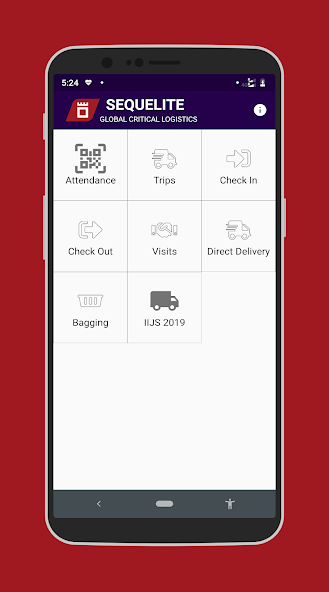 5:24
SEQUELITE
GLOBAL CRITICAL LOGISTICS
Attendance
Trips
Check In
Check Out
Visits
Direct Delivery
Bagging
IIJS 2019